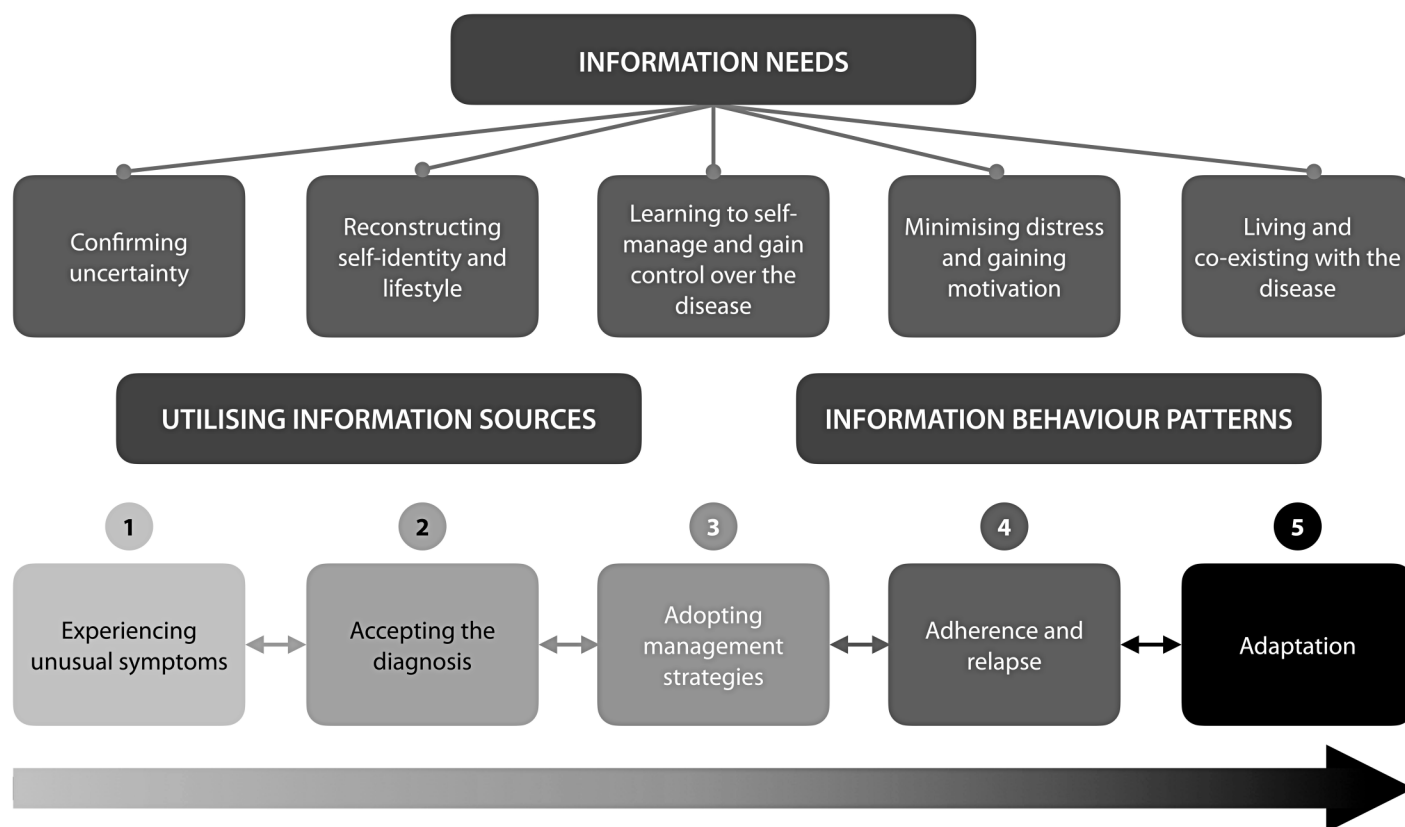 INFORMATION NEEDS
Confirming
uncertainty
Reconstructing
self-identity and
lifestyle
Learning to self-
manage and gain
control over the
disease
Minimising distress
and gaining
motivation
Living and
co-existing with the
disease
UTILISING INFORMATION SOURCES
INFORMATION BEHAVIOUR PATTERNS
1
2
3
4
5
Experiencing
unusual symptoms
Accepting the
diagnosis
Adopting
management
strategies
Adherence and
relapse
Adaptation